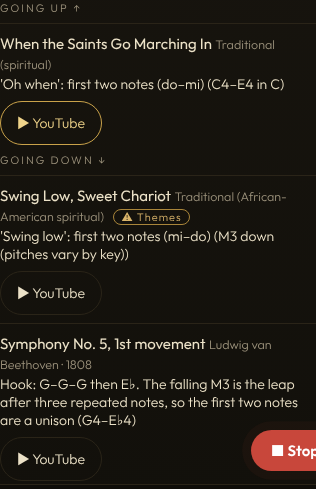 GOING UP ↑
When the Saints Go Marching In Traditional
(spiritual)
'Oh when': first two notes (do–mi) (C4–E4 in C)
▶ YouTube
GOING DOWN ↓
Swing Low, Sweet Chariot Traditional (African-
American spiritual) ⚠ Themes
'Swing low': first two notes (mi–do) (M3 down
(pitches vary by key))
▶ YouTube
Symphony No. 5, 1st movement Ludwig van
Beethoven · 1808
Hook: G–G–G then E♭. The falling M3 is the leap
after three repeated notes, so the first two notes
are a unison (G4–E♭4)
▶ YouTube
■ Stop